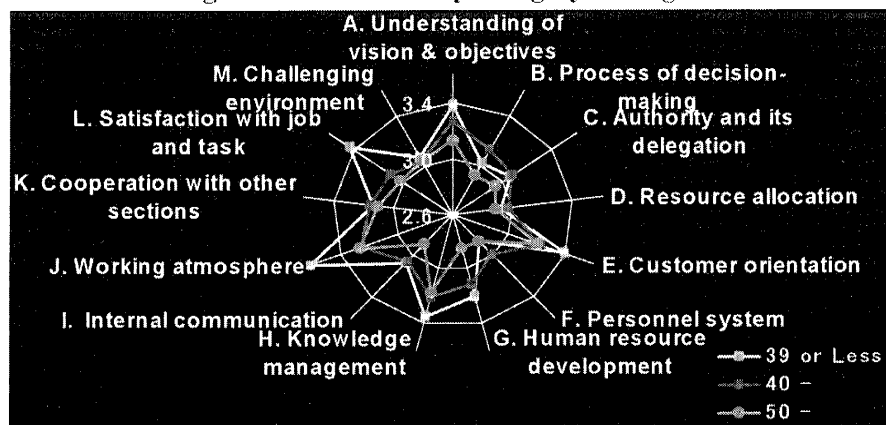 A. Understanding of
vision & objectives
M. Challenging
environment
B. Process of decision-
making
3.4
L. Satisfaction with job
and task
C. Authority and its
delegation
3.0
K. Cooperation with other
sections
D. Resource allocation
2.6
J. Working atmosphere
E. Customer orientation
I. Internal communication
F. Personnel system
H. Knowledge
management
G. Human resource
development
39 or Less
40 -
50 -